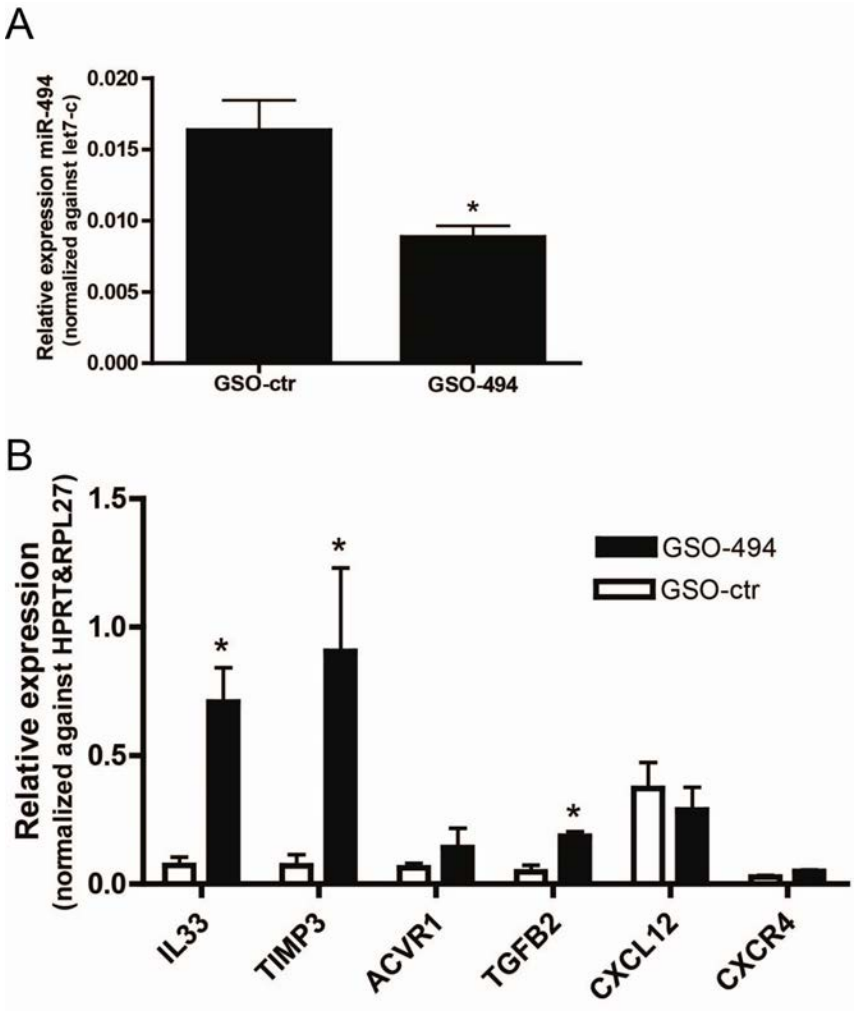 A
Relative expression miR-494
(normalized against let7-c)
0.020
0.015
0.010
0.005
0.000
*
GSO-ctr
GSO-494
B
Relative expression
(normalized against HPRT&RPL27)
1.5
1.0
0.5
0.0
*
*
*
GSO-494
GSO-ctr
IL33
TIMP3
ACVR1
TGFB2
CXCL12
CXCR4